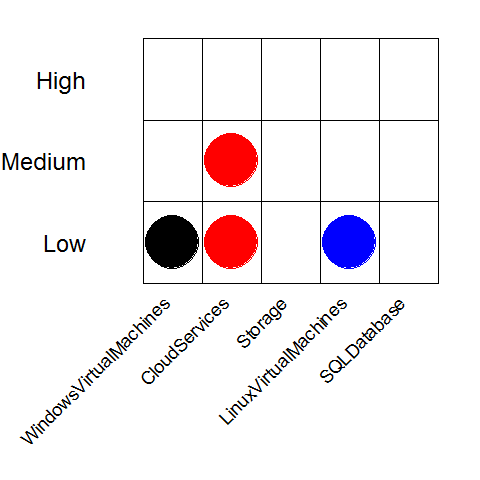 High
Medium
Low
WindowsVirtualMachines
CloudServices
Storage
LinuxVirtualMachines
SQLDatabase